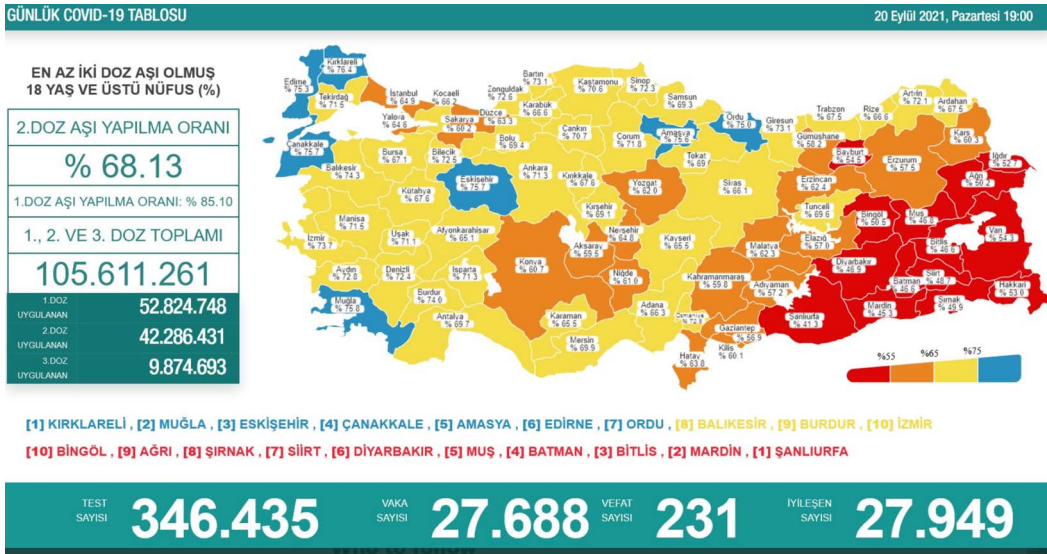 GÜNLÜK COVID-19 TABLOSU
20 Eylül 2021, Pazartesi 19:00
EN AZ İKİ DOZ AŞI OLMUŞ
18 YAŞ VE ÜSTÜ NÜFUS (%)
2.DOZ AŞI YAPILMA ORANI
% 68.13
1.DOZ AŞI YAPILMA ORANI: % 85.10
1., 2. VE 3. DOZ TOPLAMI
105.611.261
1.DOZ
UYGULANAN
52.824.748
2.DOZ
UYGULANAN
42.286.431
3.DOZ
UYGULANAN
9.874.693
Kırklareli
% 76.4
Edirne
% 75.3
Tekirdağ
% 71.5
İstanbul
% 64.9
Kocaeli
% 66.2
Yalova
% 64.6
Sakarya
% 60.2
Düzce
% 63.3
Zonguldak
% 72.6
Bartın
% 73.1
Karabük
% 66.6
Kastamonu
% 70.6
Sinop
% 72.3
Samsun
% 69.3
Ordu
% 75.0
Giresun
% 73.1
Trabzon
% 67.5
Rize
% 66.6
Artvin
% 72.1
Ardahan
% 67.5
Çanakkale
% 75.7
Balıkesir
% 74.3
Bursa
% 67.1
Bilecik
% 72.5
Bolu
% 69.4
Çankırı
% 70.7
Çorum
% 71.8
Amasya
% 75.6
Tokat
Gümüşhane
% 58.2
Bayburt
% 54.5
Erzurum
% 57.5
Kars
% 60.3
Iğdır
% 52.7
Ağrı
% 50.2
Kütahya
% 67.6
Eskişehir
% 75.7
Ankara
% 71.3
Kırıkkale
% 67.6
Yozgat
% 62.0
Sivas
% 66.1
Erzincan
% 62.4
Tunceli
% 69.6
Bingöl
% 50.5
Muş
% 46.8
Manisa
% 71.5
İzmir
% 73.7
Uşak
% 71.1
Afyonkarahisar
% 65.1
Kırşehir
% 69.1
Nevşehir
% 64.8
Aksaray
% 59.5
Kayseri
% 65.5
Malatya
% 62.3
Elazığ
% 57.0
Bitlis
% 46.6
Van
% 54.3
Aydın
% 72.8
Denizli
% 72.4
Isparta
% 71.3
Burdur
% 74.0
Konya
% 60.7
Niğde
% 61.0
Kahramanmaraş
% 59.8
Adıyaman
% 57.2
Diyarbakır
% 46.9
Batman
% 46.6
Siirt
% 48.7
Hakkari
% 53.0
Muğla
% 75.8
Antalya
% 69.7
Karaman
% 65.5
Mersin
% 69.9
Adana
% 66.3
Osmaniye
Gaziantep
% 56.9
Şanlıurfa
% 41.3
Mardin
% 45.3
Şırnak
% 49.9
Hatay
% 63.8
Kilis
% 60.1
%55 %65 %75
[1] KIRKLARELİ , [2] MUĞLA , [3] ESKİŞEHİR , [4] ÇANAKKALE , [5] AMASYA , [6] EDİRNE , [7] ORDU , [8] BALIKESİR , [9] BURDUR , [10] İZMİR
[10] BİNGÖL , [9] AĞRI , [8] ŞIRNAK , [7] SİİRT , [6] DİYARBAKIR , [5] MUŞ , [4] BATMAN , [3] BİTLİS , [2] MARDİN , [1] ŞANLIURFA
TEST
SAYISI
346.435
VAKA
SAYISI
27.688
VEFAT
SAYISI
231
İYİLEŞEN
SAYISI
27.949